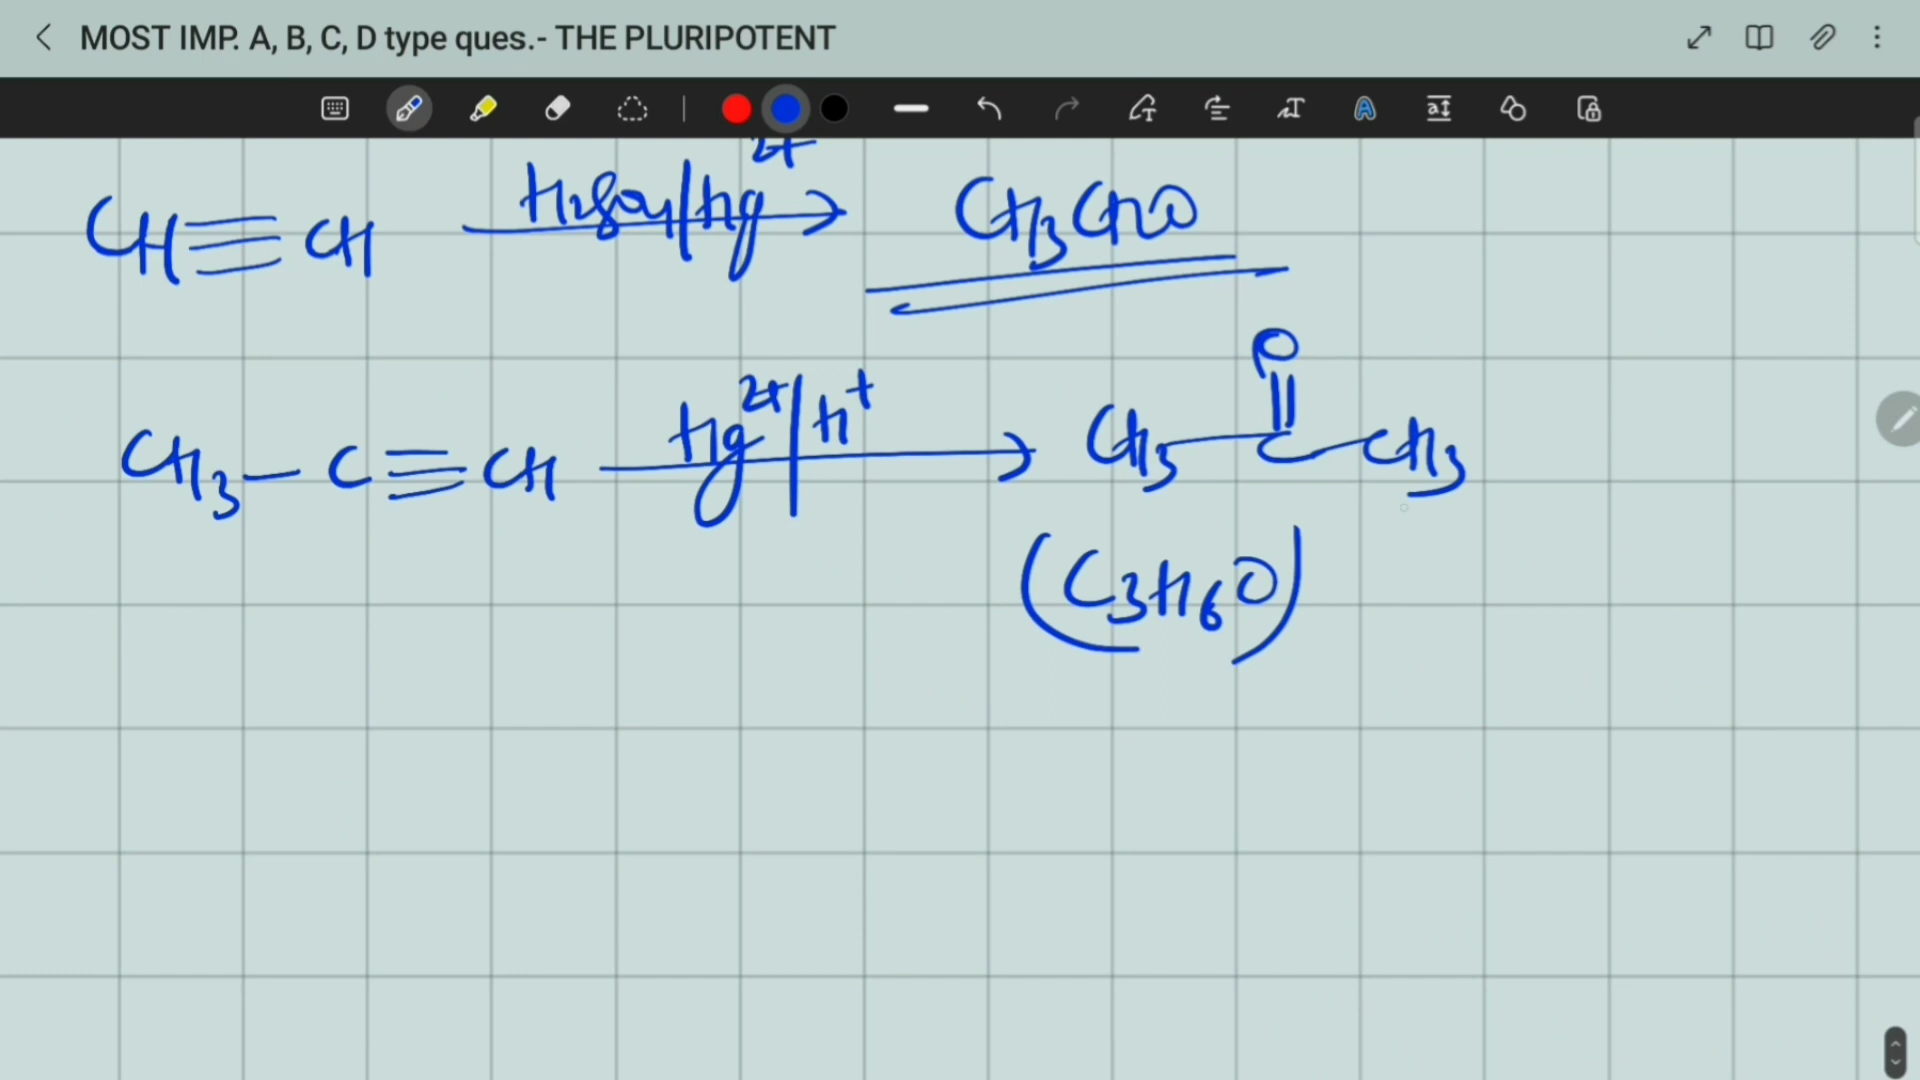 MOST IMP. A, B, C, D type ques.- THE PLURIPOTENT
CH≡CH H2SO4/Hg2+ → CH3CHO
CH3–C≡CH Hg2+/H+ → CH3–C(=O)–CH3
(C3H6O)